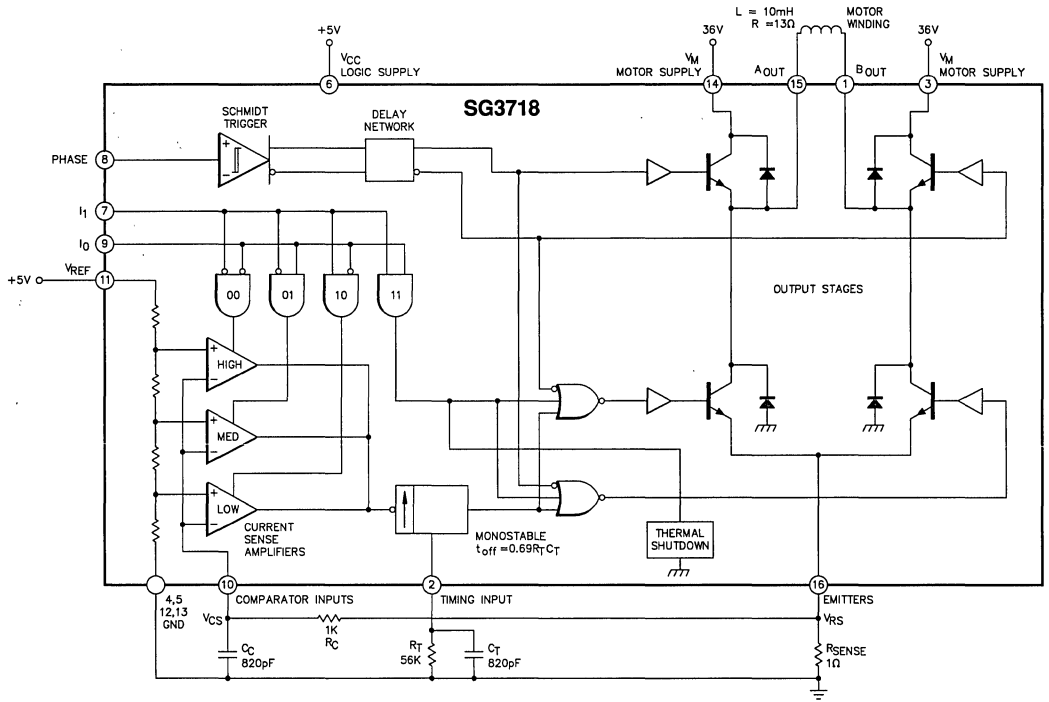 L = 10mH
R = 13Ω
MOTOR
WINDING
+5V
36V
36V
VCC
LOGIC SUPPLY
VM
MOTOR SUPPLY
AOUT
BOUT
VM
MOTOR SUPPLY
6
14
15
1
3
SG3718
SCHMIDT
TRIGGER
DELAY
NETWORK
PHASE
8
+
-
I1
7
I0
9
+5V
VREF
11
00
01
10
11
OUTPUT STAGES
+
HIGH
-
+
MED
-
+
LOW
-
CURRENT
SENSE
AMPLIFIERS
MONOSTABLE
toff = 0.69RTCT
THERMAL
SHUTDOWN
4,5
12,13
GND
10
COMPARATOR INPUTS
2
TIMING INPUT
16
EMITTERS
VCS
1K
RC
VRS
CC
820pF
RT
56K
CT
820pF
RSENSE
1Ω